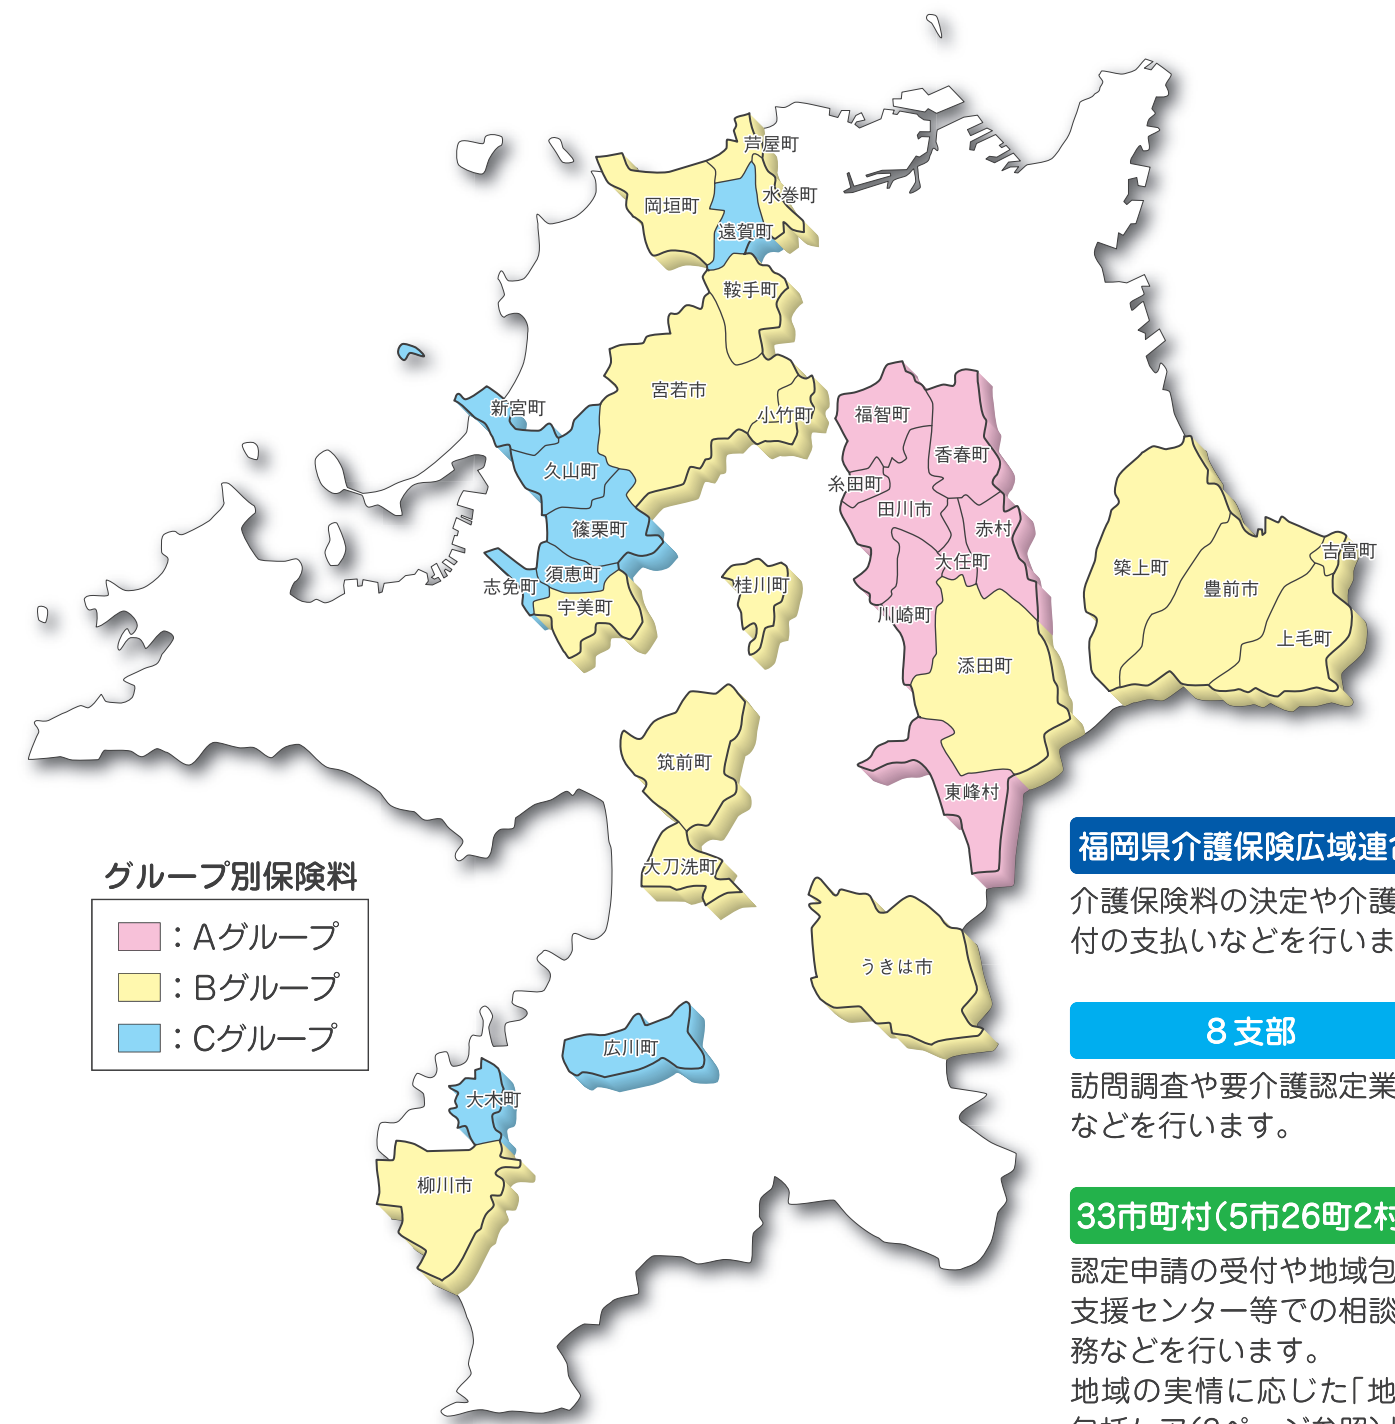 芦屋町
水巻町
岡垣町
遠賀町
鞍手町
宮若市
小竹町
新宮町
久山町
篠栗町
須恵町
志免町
宇美町
桂川町
福智町
香春町
糸田町
田川市
赤村
大任町
川崎町
添田町
東峰村
築上町
豊前市
吉富町
上毛町
筑前町
大刀洗町
うきは市
広川町
大木町
柳川市
グループ別保険料
：Aグループ
：Bグループ
：Cグループ
福岡県介護保険広域連
介護保険料の決定や介護
付の支払いなどを行いま
8支部
訪問調査や要介護認定業
などを行います。
33市町村（5市26町2村
認定申請の受付や地域包
支援センター等での相談
務などを行います。
地域の実情に応じた「地